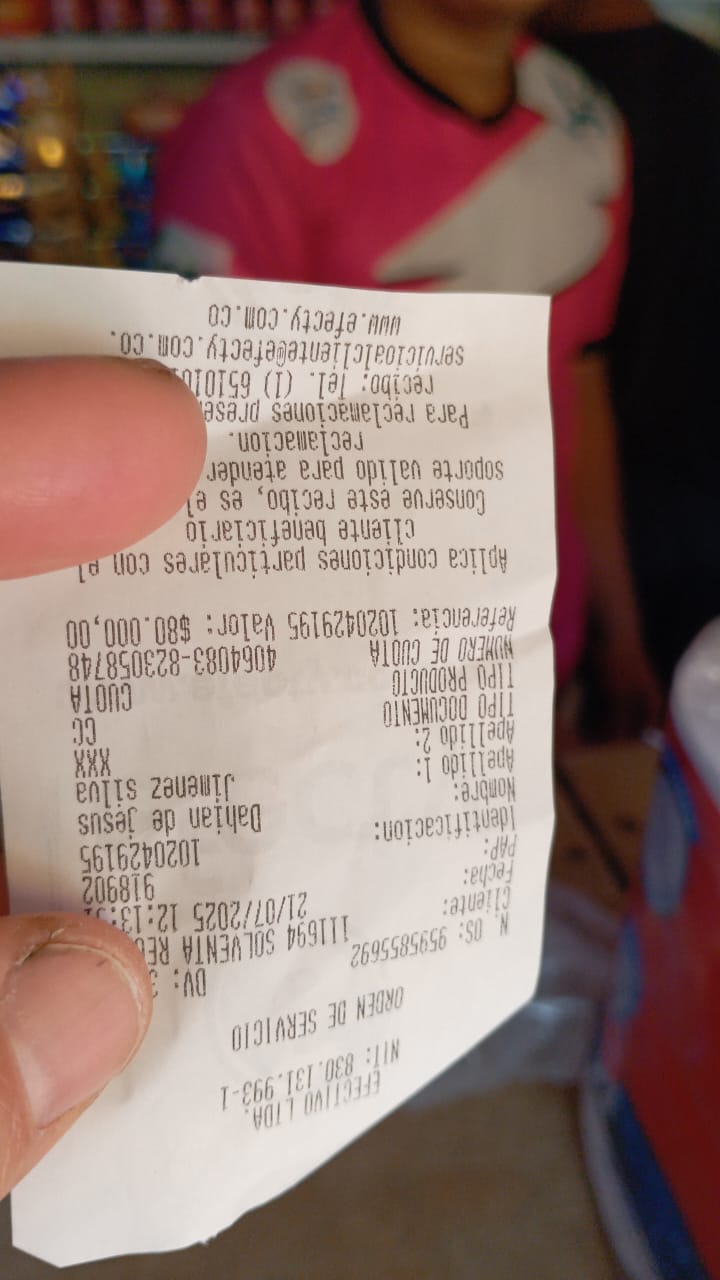 EFECTIVO LTDA.
NIT: 830.131.993-1
ORDEN DE SERVICIO
DV: 3
N. OS: 9595855692
Cliente: 111694 SOLVENTA
Fecha: 21/07/2025 12:13:
PAP: 918902
Identificacion: 1020429195
Nombre: Dahian de jesus
Apellido 1: Jimenez silva
Apellido 2: XXX
TIPO DOCUMENTO CC
TIPO PRODUCTO CUOTA
NUMERO DE CUOTA 4064083-823058748
Referencia: 1020429195 Valor: $80.000,00
Aplica condiciones particulares con el
cliente beneficiario
Conserve este recibo, es el
soporte valido para atender
reclamacion.
Para reclamaciones
recibo: Tel. (1) 651010
servicioalcliente@efecty.com.co.
www.efecty.com.co